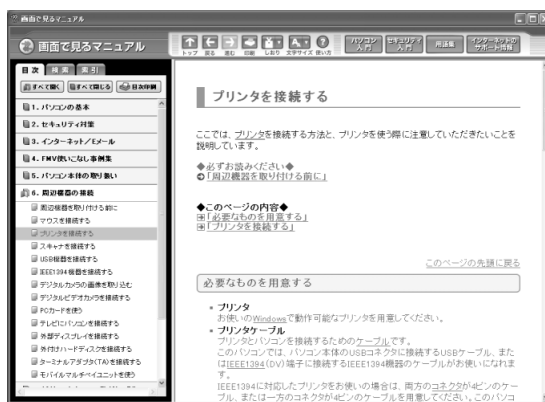 画面で見るマニュアル
画面で見るマニュアル
トップ 戻る 進む 印刷 しおり 文字サイズ 使い方
パソコン入門
セキュリティ入門
用語集
インターネットのサポート情報
目次 検索 索引
すべて開く すべて閉じる 目次印刷
1. パソコンの基本
2. セキュリティ対策
3. インターネット／Eメール
4. FMV使いこなし事例集
5. パソコン本体の取り扱い
6. 周辺機器の接続
周辺機器を取り付ける前に
マウスを接続する
プリンタを接続する
スキャナを接続する
USB機器を接続する
IEEE1394機器を接続する
デジタルカメラの画像を取り込む
デジタルビデオカメラを接続する
PCカードを使う
テレビにパソコンを接続する
外部ディスプレイを接続する
外付けハードディスクを接続する
ターミナルアダプタ(TA)を接続する
モバイルマルチベイユニットを使う
プリンタを接続する
ここでは、プリンタを接続する方法と、プリンタを使う際に注意していただきたいことを
説明しています。
◆必ずお読みください◆
「周辺機器を取り付ける前に」
◆このページの内容◆
「必要なものを用意する」
「プリンタを接続する」
このページの先頭に戻る
必要なものを用意する
• プリンタ
お使いのWindowsで動作可能なプリンタを用意してください。
• プリンタケーブル
プリンタとパソコンを接続するためのケーブルです。
このパソコンでは、パソコン本体のUSBコネクタに接続するUSBケーブル、また
はIEEE1394(DV)端子に接続するIEEE1394機器のケーブルがお使いになれま
す。
IEEE1394に対応したプリンタをお使いの場合は、両方のコネクタが4ピンのケー
ブル、または一方のコネクタが4ピンのケーブルを用意してください。このパソコ